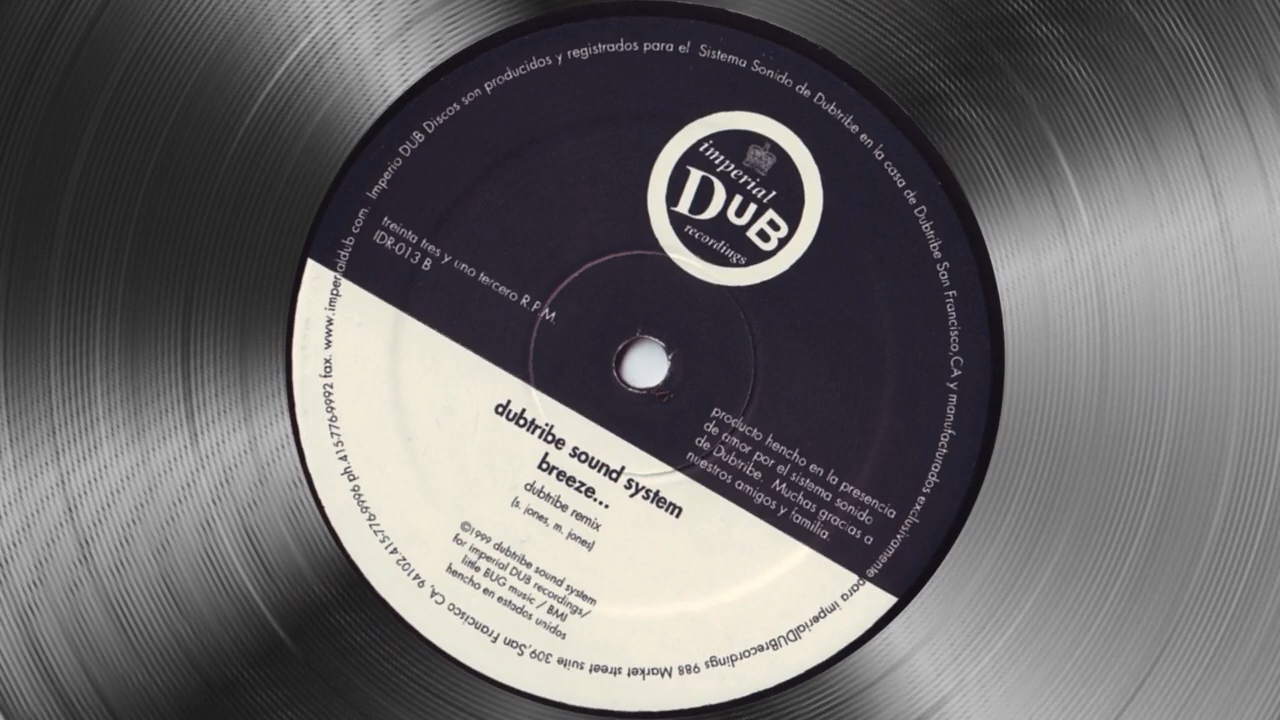 Imperio DUB Discos son producidos y registrados para el Sistema Sonido de Dubtribe en la casa de Dubtribe San Francisco,CA y manufacturados exclusivamente para imperialDUBrecordings 988 Market street suite 309,San Francisco CA, 94102 415-776-9996 ph.415-776-9992 fax. www.imperialdub.com.
imperial
DUB
recordings
treinta tres y uno tercero R.P.M.
IDR-013 B
producto hencho en la presencia
de amor por el sistema sonido
de Dubtribe. Muchas gracias a
nuestros amigos y familia.
dubtribe sound system
breeze...
dubtribe remix
(s. jones, m. jones)
©1999 dubtribe sound system
for imperial DUB recordings/
little BUG music / BMI
hencho en estados unidos